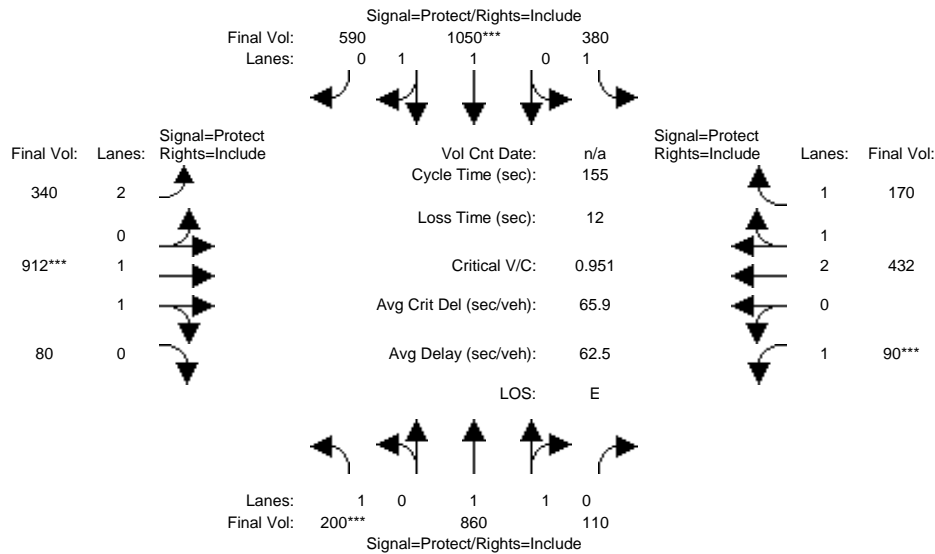 Signal=Protect/Rights=Include
Final Vol: 590 1050*** 380
Lanes: 0 1 1 0 1
Signal=Protect Signal=Protect
Final Vol: Lanes: Rights=Include Vol Cnt Date: n/a Rights=Include Lanes: Final Vol:
Cycle Time (sec): 155
340 2 1 170
Loss Time (sec): 12
0 1
912*** 1 Critical V/C: 0.951 2 432
1 Avg Crit Del (sec/veh): 65.9 0
80 0 Avg Delay (sec/veh): 62.5 1 90***
LOS: E
Lanes: 1 0 1 1 0
Final Vol: 200*** 860 110
Signal=Protect/Rights=Include